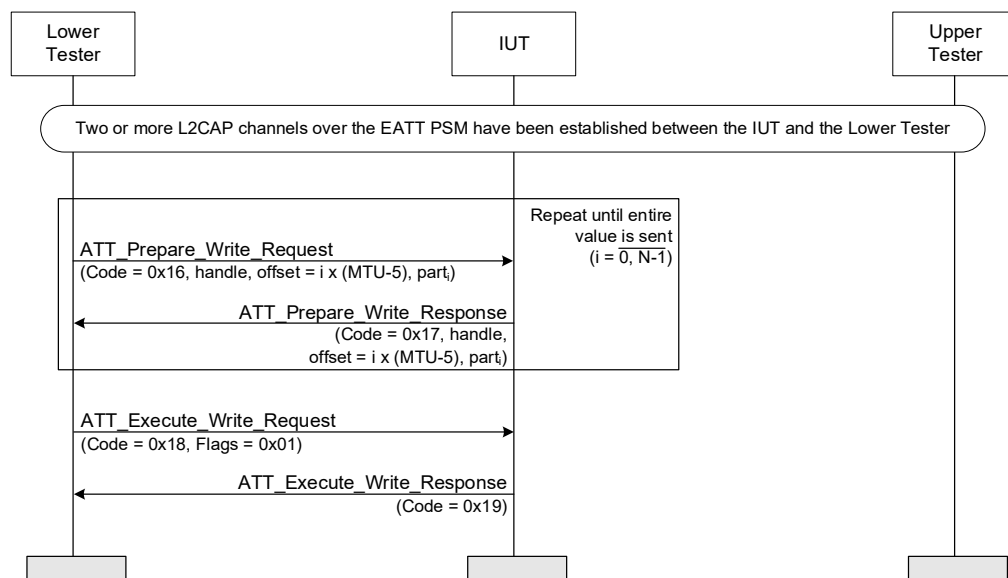 Lower
Tester
IUT
Upper
Tester
Two or more L2CAP channels over the EATT PSM have been established between the IUT and the Lower Tester
Repeat until entire
value is sent
(i = 0, N-1)
ATT_Prepare_Write_Request
(Code = 0x16, handle, offset = i x (MTU-5), partᵢ)
ATT_Prepare_Write_Response
(Code = 0x17, handle,
offset = i x (MTU-5), partᵢ)
ATT_Execute_Write_Request
(Code = 0x18, Flags = 0x01)
ATT_Execute_Write_Response
(Code = 0x19)